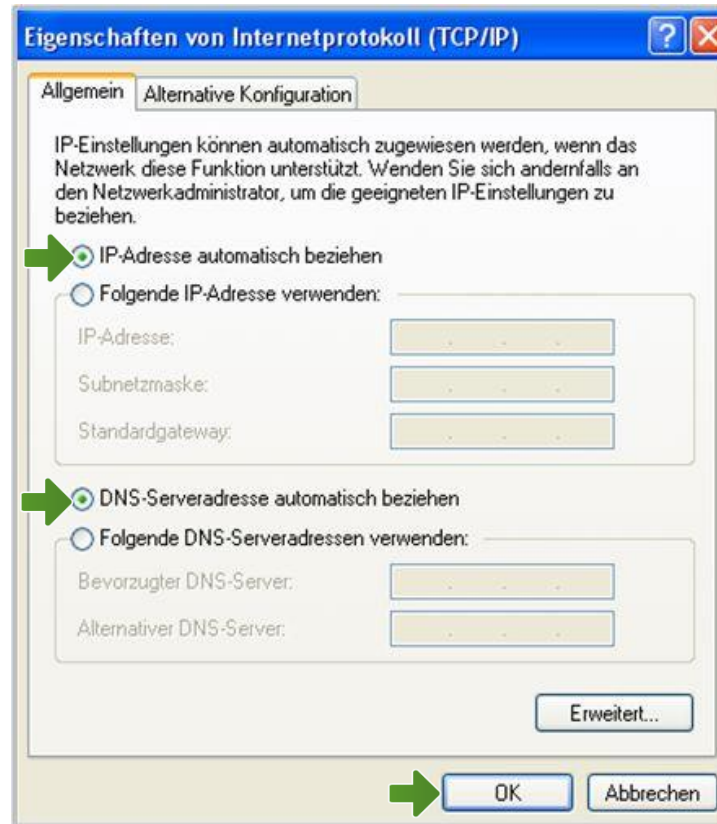 Eigenschaften von Internetprotokoll (TCP/IP)
?
Allgemein
Alternative Konfiguration
IP-Einstellungen können automatisch zugewiesen werden, wenn das
Netzwerk diese Funktion unterstützt. Wenden Sie sich andernfalls an
den Netzwerkadministrator, um die geeigneten IP-Einstellungen zu
beziehen.
IP-Adresse automatisch beziehen
Folgende IP-Adresse verwenden:
IP-Adresse:
Subnetzmaske:
Standardgateway:
DNS-Serveradresse automatisch beziehen
Folgende DNS-Serveradressen verwenden:
Bevorzugter DNS-Server:
Alternativer DNS-Server:
Erweitert...
OK
Abbrechen